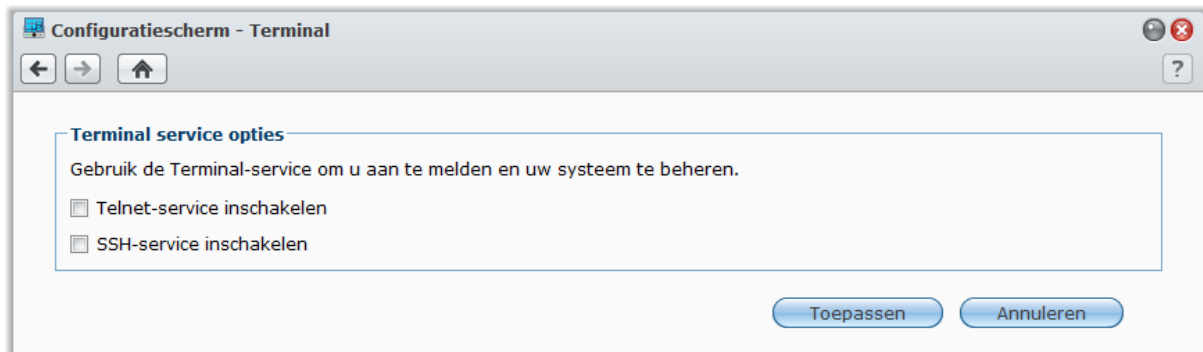 Configuratiescherm - Terminal
?
Terminal service opties
Gebruik de Terminal-service om u aan te melden en uw systeem te beheren.
Telnet-service inschakelen
SSH-service inschakelen
Toepassen
Annuleren